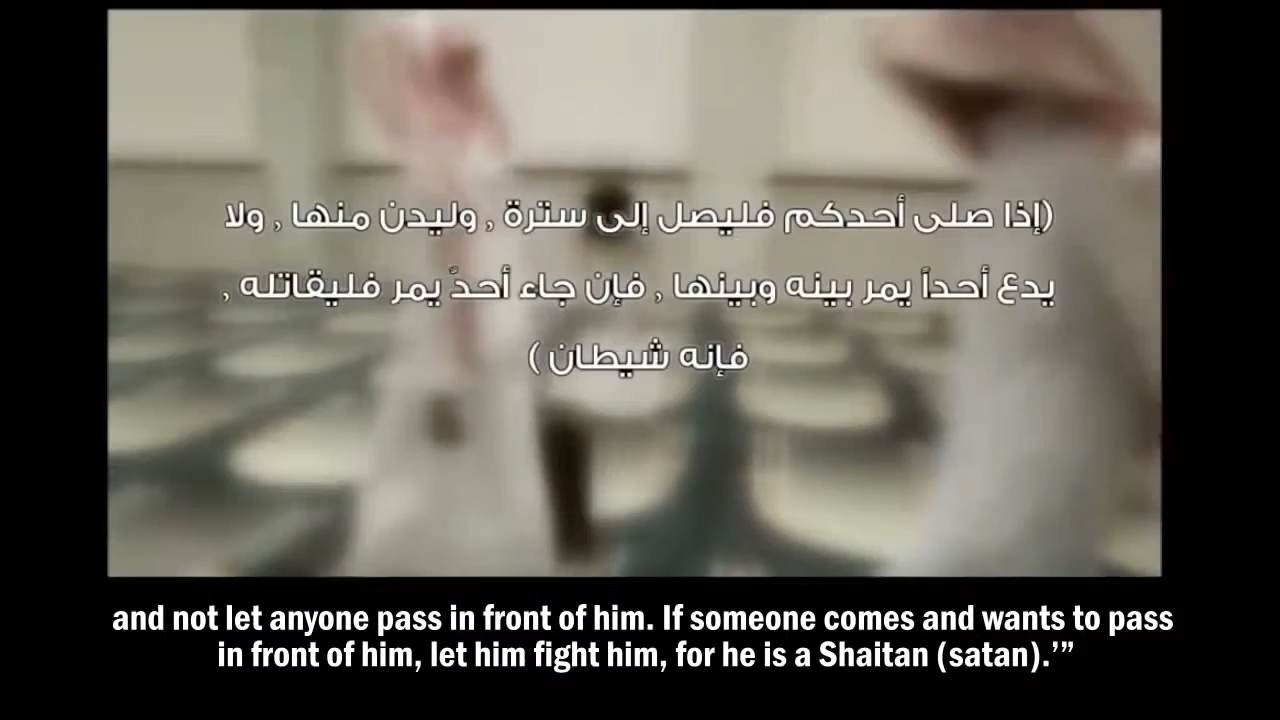 (إذا صلى أحدكم فليصل إلى سترة , وليدن منها , ولا
يدع أحداً يمر بينه وبينها , فإن جاء أحدً يمر فليقاتله ,
فإنه شيطان )
and not let anyone pass in front of him. If someone comes and wants to pass
in front of him, let him fight him, for he is a Shaitan (satan).’”